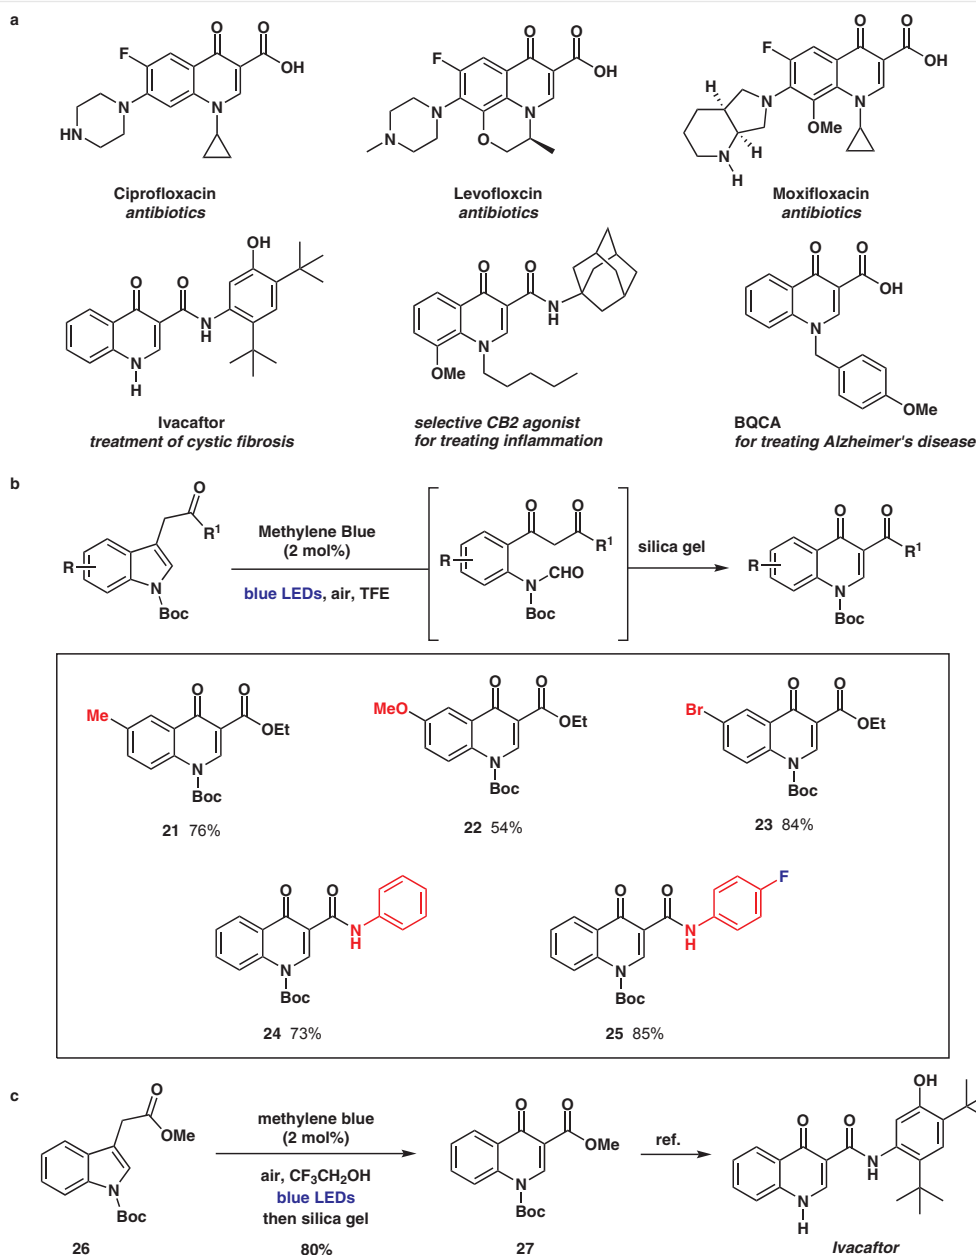 a
F
O
O
OH
N
HN
N
Ciprofloxacin
antibiotics
F
O
O
OH
N
N
N
O
Levofloxcin
antibiotics
F
O
O
OH
H
N
N
OMe
N
H
H
Moxifloxacin
antibiotics
OH
O
O
N
H
N
H
Ivacaftor
treatment of cystic fibrosis
O
O
N
H
N
OMe
selective CB2 agonist
for treating inflammation
O
O
OH
N
OMe
BQCA
for treating Alzheimer's disease
b
O
R¹
R
N
Boc
Methylene Blue
(2 mol%)
blue LEDs, air, TFE
O
O
R¹
R
N
CHO
Boc
silica gel
O
O
R¹
R
N
Boc
Me
O
O
OEt
N
Boc
21 76%
MeO
O
O
OEt
N
Boc
22 54%
Br
O
O
OEt
N
Boc
23 84%
O
O
N
H
N
Boc
24 73%
O
O
F
N
H
N
Boc
25 85%
c
O
OMe
N
Boc
26
methylene blue
(2 mol%)
air, CF₃CH₂OH
blue LEDs
then silica gel
80%
O
O
OMe
N
Boc
27
ref.
OH
O
O
N
H
N
H
Ivacaftor